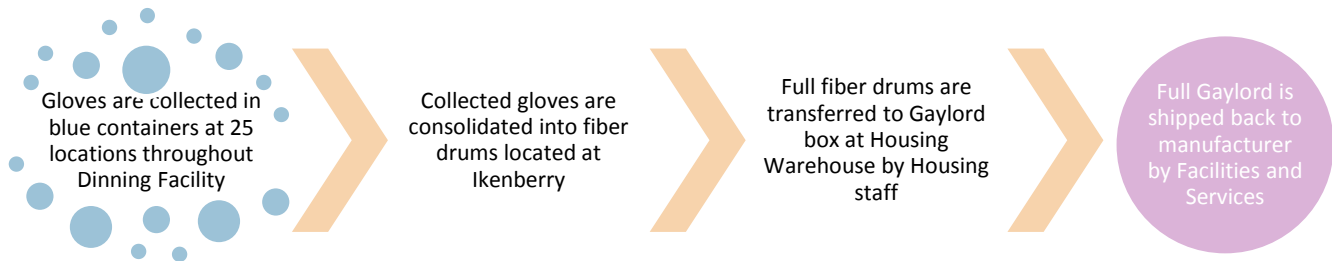 Gloves are collected in
blue containers at 25
locations throughout
Dinning Facility
Collected gloves are
consolidated into fiber
drums located at
Ikenberry
Full fiber drums are
transferred to Gaylord
box at Housing
Warehouse by Housing
staff
Full Gaylord is
shipped back to
manufacturer
by Facilities and
Services